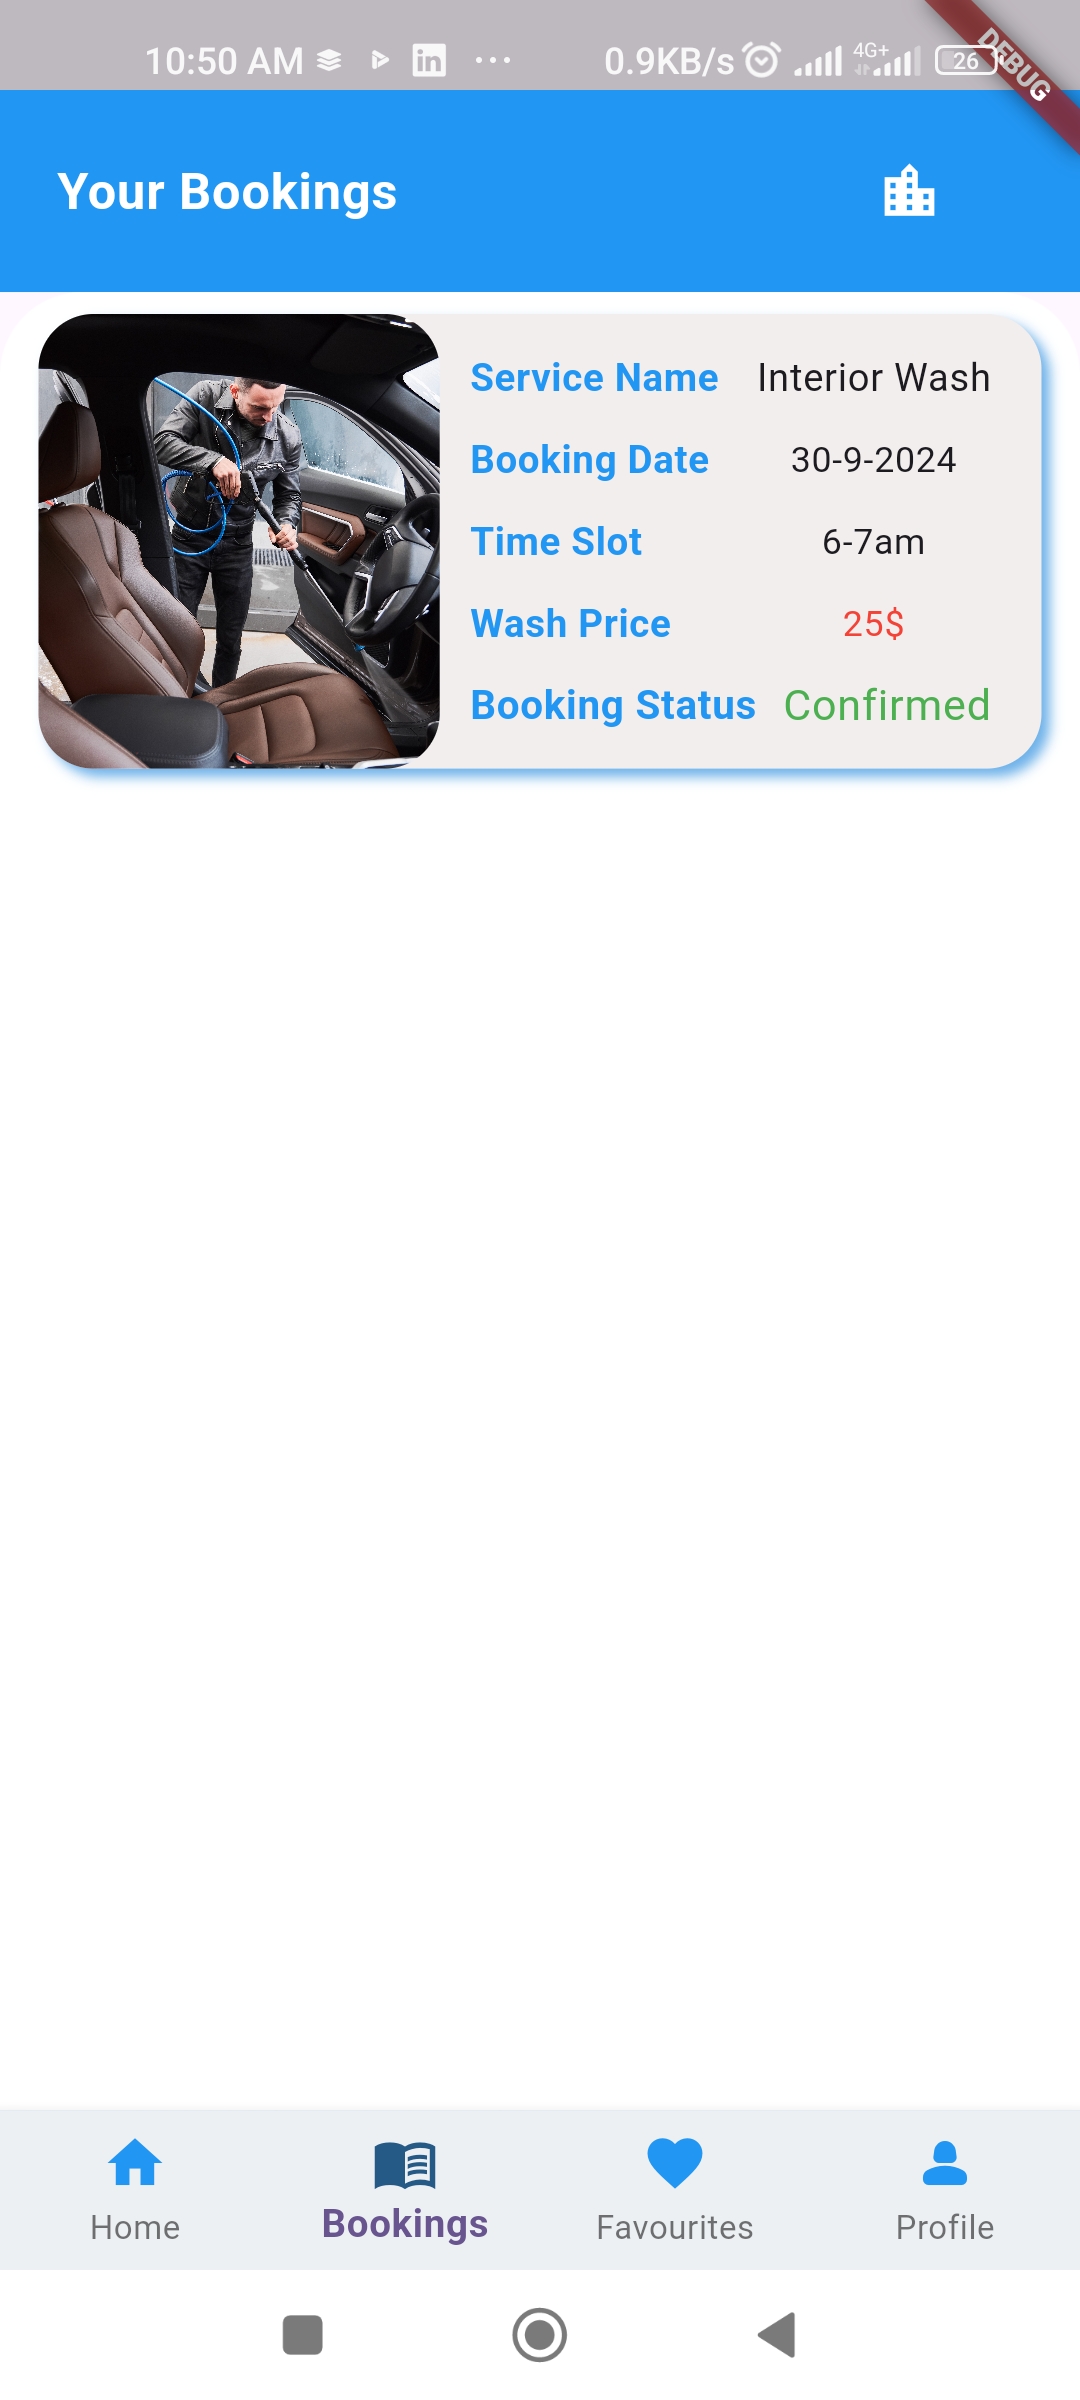 10:50 AM in ... 0.9KB/s 4G+ 26
DEBUG
Your Bookings
Service Name Interior Wash
Booking Date 30-9-2024
Time Slot 6-7am
Wash Price 25$
Booking Status Confirmed
Home Bookings Favourites Profile